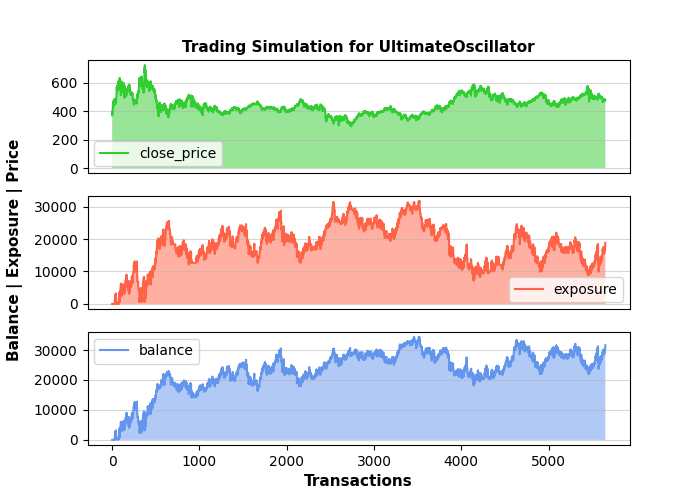 Trading Simulation for UltimateOscillator
Balance | Exposure | Price
600
400
200
0
close_price
30000
20000
10000
0
exposure
30000
20000
10000
0
balance
0 1000 2000 3000 4000 5000
Transactions